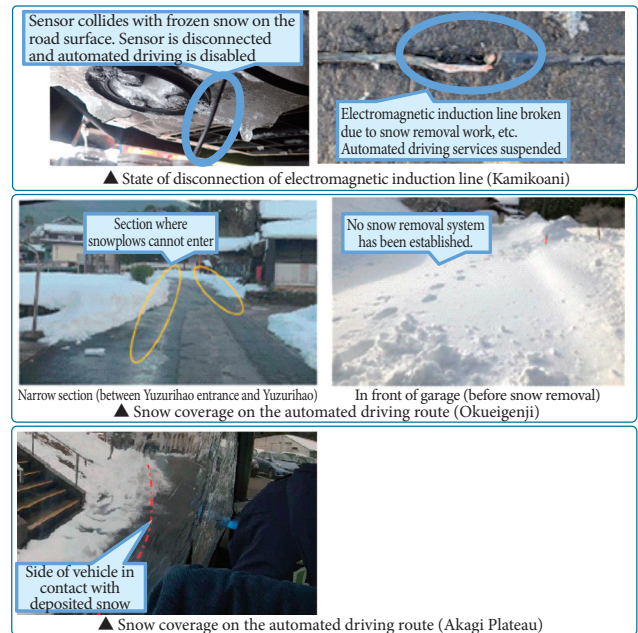 Sensor collides with frozen snow on the
road surface. Sensor is disconnected
and automated driving is disabled
Electromagnetic induction line broken
due to snow removal work, etc.
Automated driving services suspended
▲ State of disconnection of electromagnetic induction line (Kamikoani)
Section where
snowplows cannot enter
No snow removal system
has been established.
Narrow section (between Yuzurihao entrance and Yuzurihao)
In front of garage (before snow removal)
▲ Snow coverage on the automated driving route (Okueigenji)
Side of vehicle in
contact with
deposited snow
▲ Snow coverage on the automated driving route (Akagi Plateau)